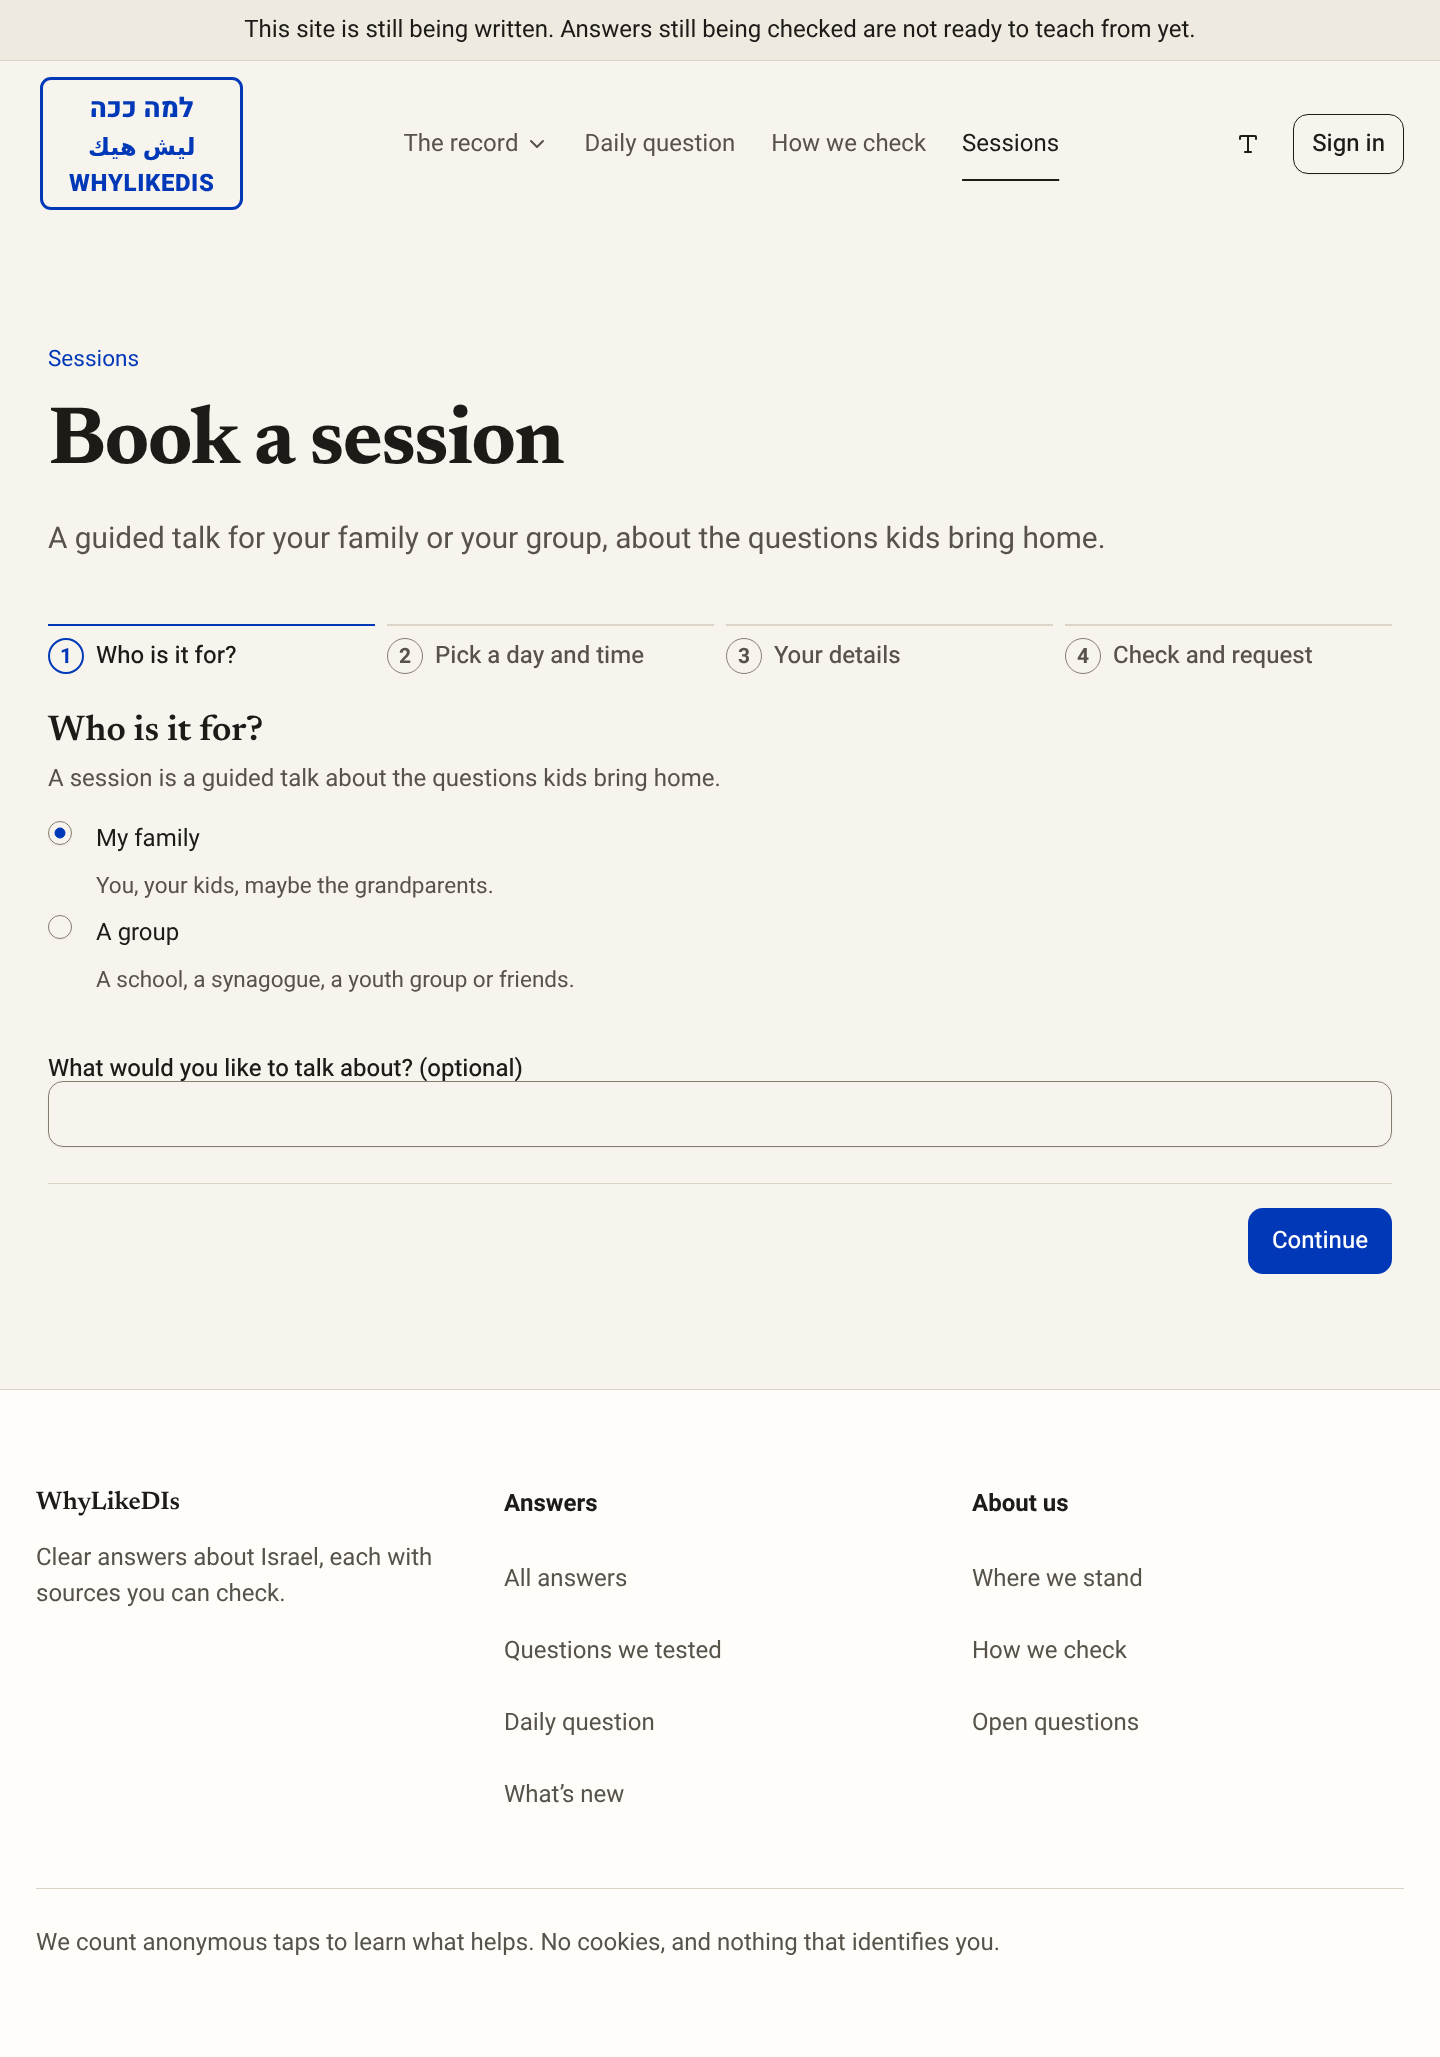 This site is still being written. Answers still being checked are not ready to teach from yet.
למה ככה
ليش هيك
WHYLIKEDIS
The record
Daily question
How we check
Sessions
Sign in
Sessions
Book a session
A guided talk for your family or your group, about the questions kids bring home.
1 Who is it for?
2 Pick a day and time
3 Your details
4 Check and request
Who is it for?
A session is a guided talk about the questions kids bring home.
My family
You, your kids, maybe the grandparents.
A group
A school, a synagogue, a youth group or friends.
What would you like to talk about? (optional)
Continue
WhyLikeDIs
Clear answers about Israel, each with
sources you can check.
Answers
All answers
Questions we tested
Daily question
What’s new
About us
Where we stand
How we check
Open questions
We count anonymous taps to learn what helps. No cookies, and nothing that identifies you.